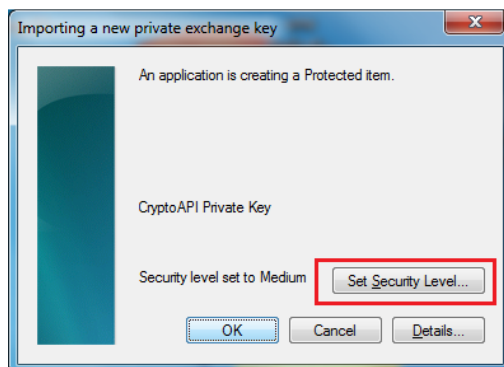 Importing a new private exchange key
An application is creating a Protected item.
CryptoAPI Private Key
Security level set to Medium
Set Security Level...
OK
Cancel
Details...